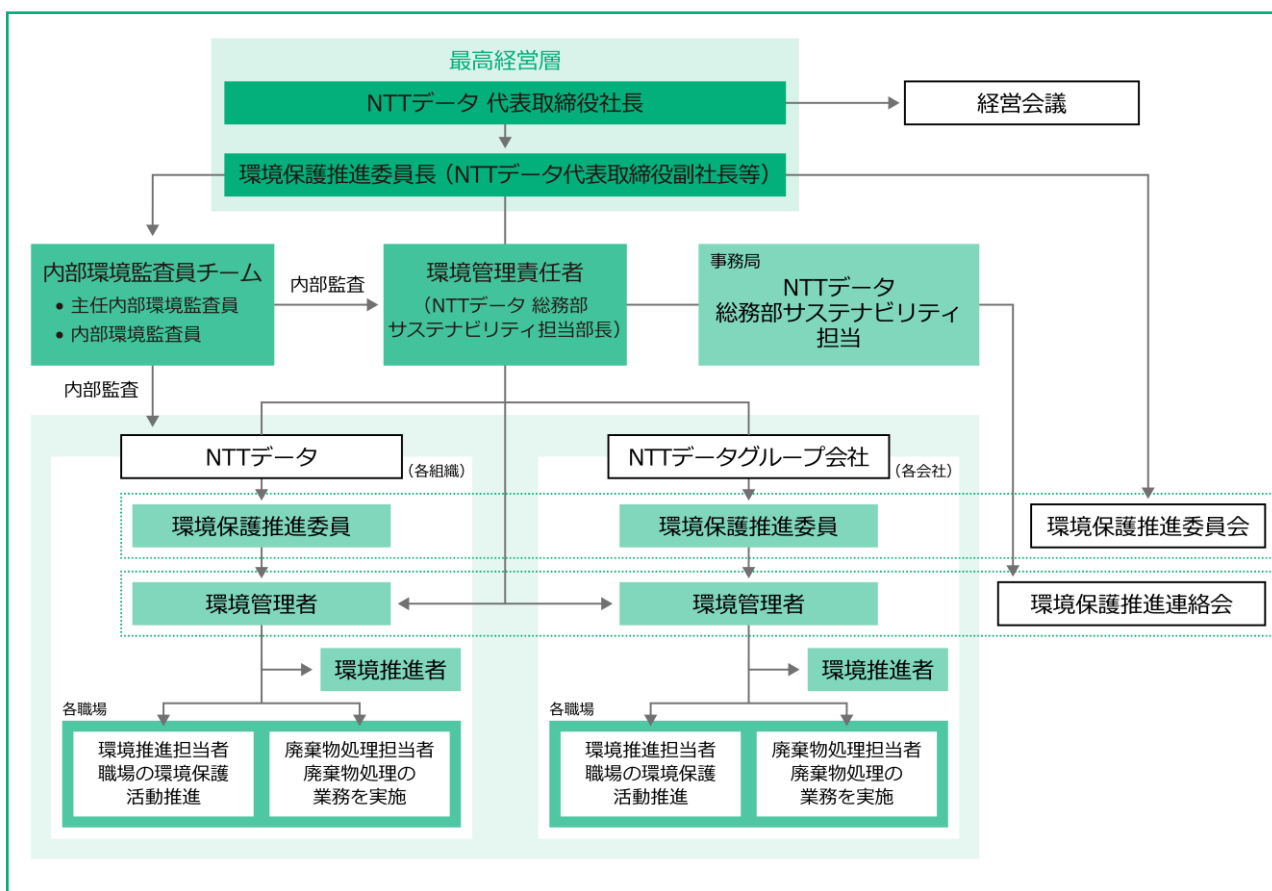 最高経営層
NTTデータ 代表取締役社長
経営会議
環境保護推進委員長（NTTデータ代表取締役副社長等）
内部環境監査員チーム
• 主任内部環境監査員
• 内部環境監査員
内部監査
環境管理責任者
（NTTデータ 総務部
サステナビリティ担当部長）
事務局
NTTデータ
総務部サステナビリティ
担当
内部監査
NTTデータ
（各組織）
NTTデータグループ会社
（各会社）
環境保護推進委員
環境保護推進委員
環境保護推進委員会
環境管理者
環境管理者
環境保護推進連絡会
環境推進者
環境推進者
各職場
環境推進担当者
職場の環境保護
活動推進
廃棄物処理担当者
廃棄物処理の
業務を実施
各職場
環境推進担当者
職場の環境保護
活動推進
廃棄物処理担当者
廃棄物処理の
業務を実施